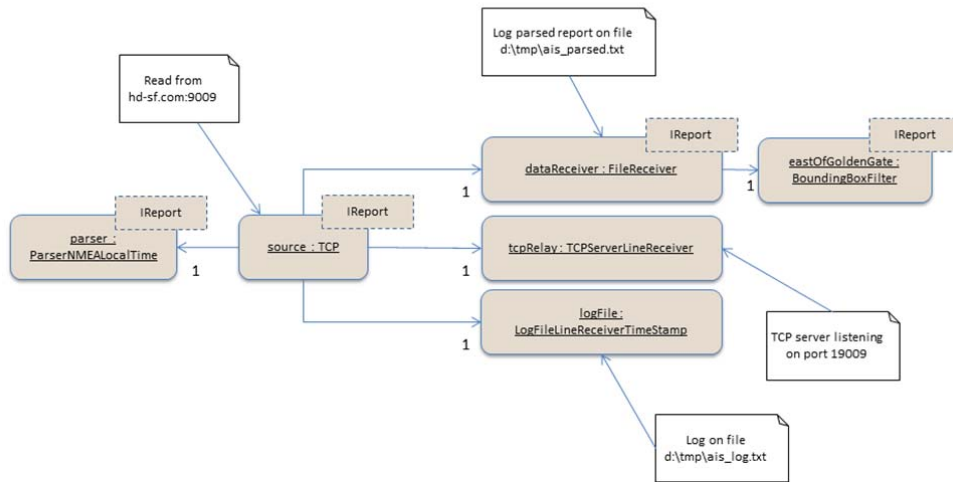 Log parsed report on file
d:\tmp\ais_parsed.txt
Read from
hd-sf.com:9009
IReport
dataReceiver : FileReceiver
1
IReport
eastOfGoldenGate :
BoundingBoxFilter
1
IReport
parser :
ParserNMEALocalTime
1
IReport
source : TCP
tcpRelay : TCPServerLineReceiver
1
logFile :
LogFileLineReceiverTimeStamp
1
TCP server listening
on port 19009
Log on file
d:\tmp\ais_log.txt